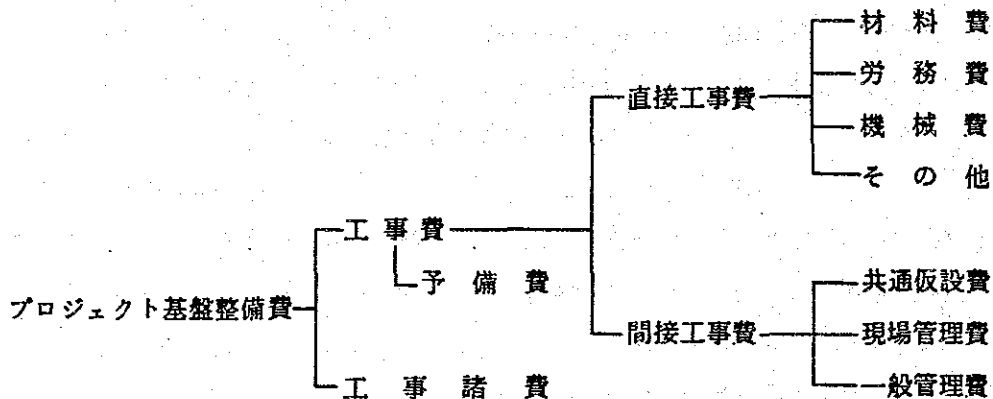 材料費
労務費
直接工事費
機械費
その他
工事費
予備費
共通仮設費
プロジェクト基盤整備費
間接工事費
現場管理費
工事諸費
一般管理費